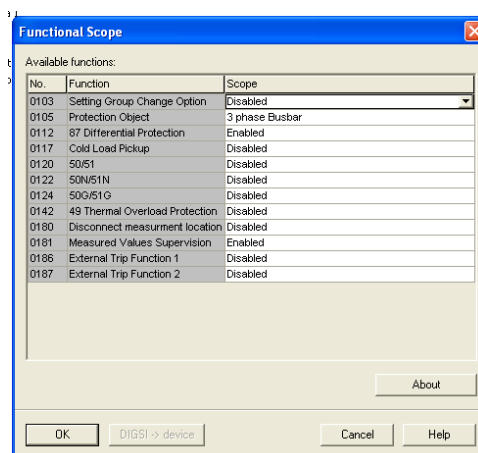 Functional Scope
Available functions:
No. Function Scope
0103 Setting Group Change Option Disabled
0105 Protection Object 3 phase Busbar
0112 87 Differential Protection Enabled
0117 Cold Load Pickup Disabled
0120 50/51 Disabled
0122 50N/51N Disabled
0124 50G/51G Disabled
0142 49 Thermal Overload Protection Disabled
0180 Disconnect measurment location Disabled
0181 Measured Values Supervision Enabled
0186 External Trip Function 1 Disabled
0187 External Trip Function 2 Disabled
About
OK DIGSI -> device Cancel Help